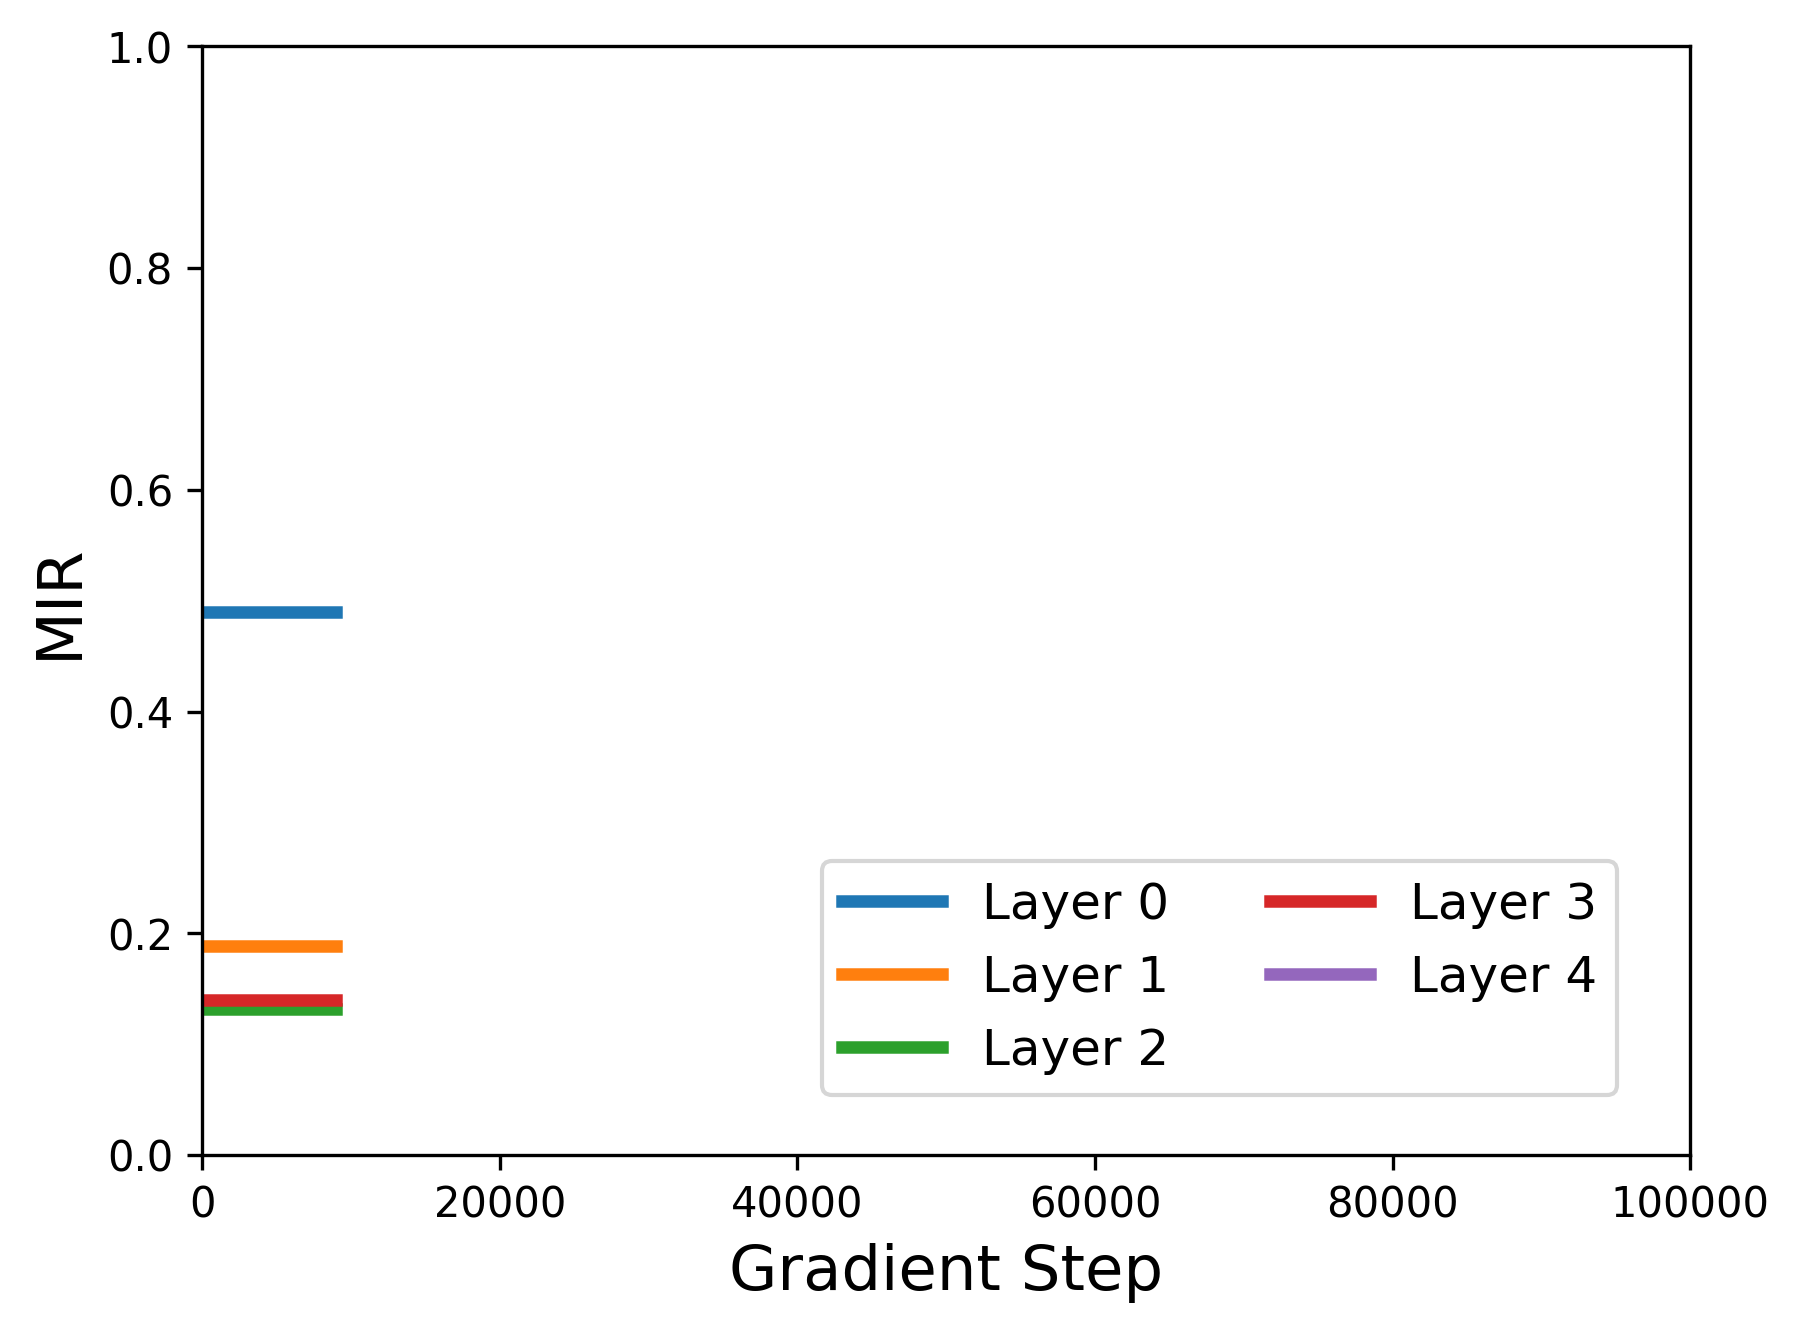 1.0
0.8
0.6
0.4
0.2
0.0
MIR
0 20000 40000 60000 80000 100000
Gradient Step
Layer 0
Layer 1
Layer 2
Layer 3
Layer 4